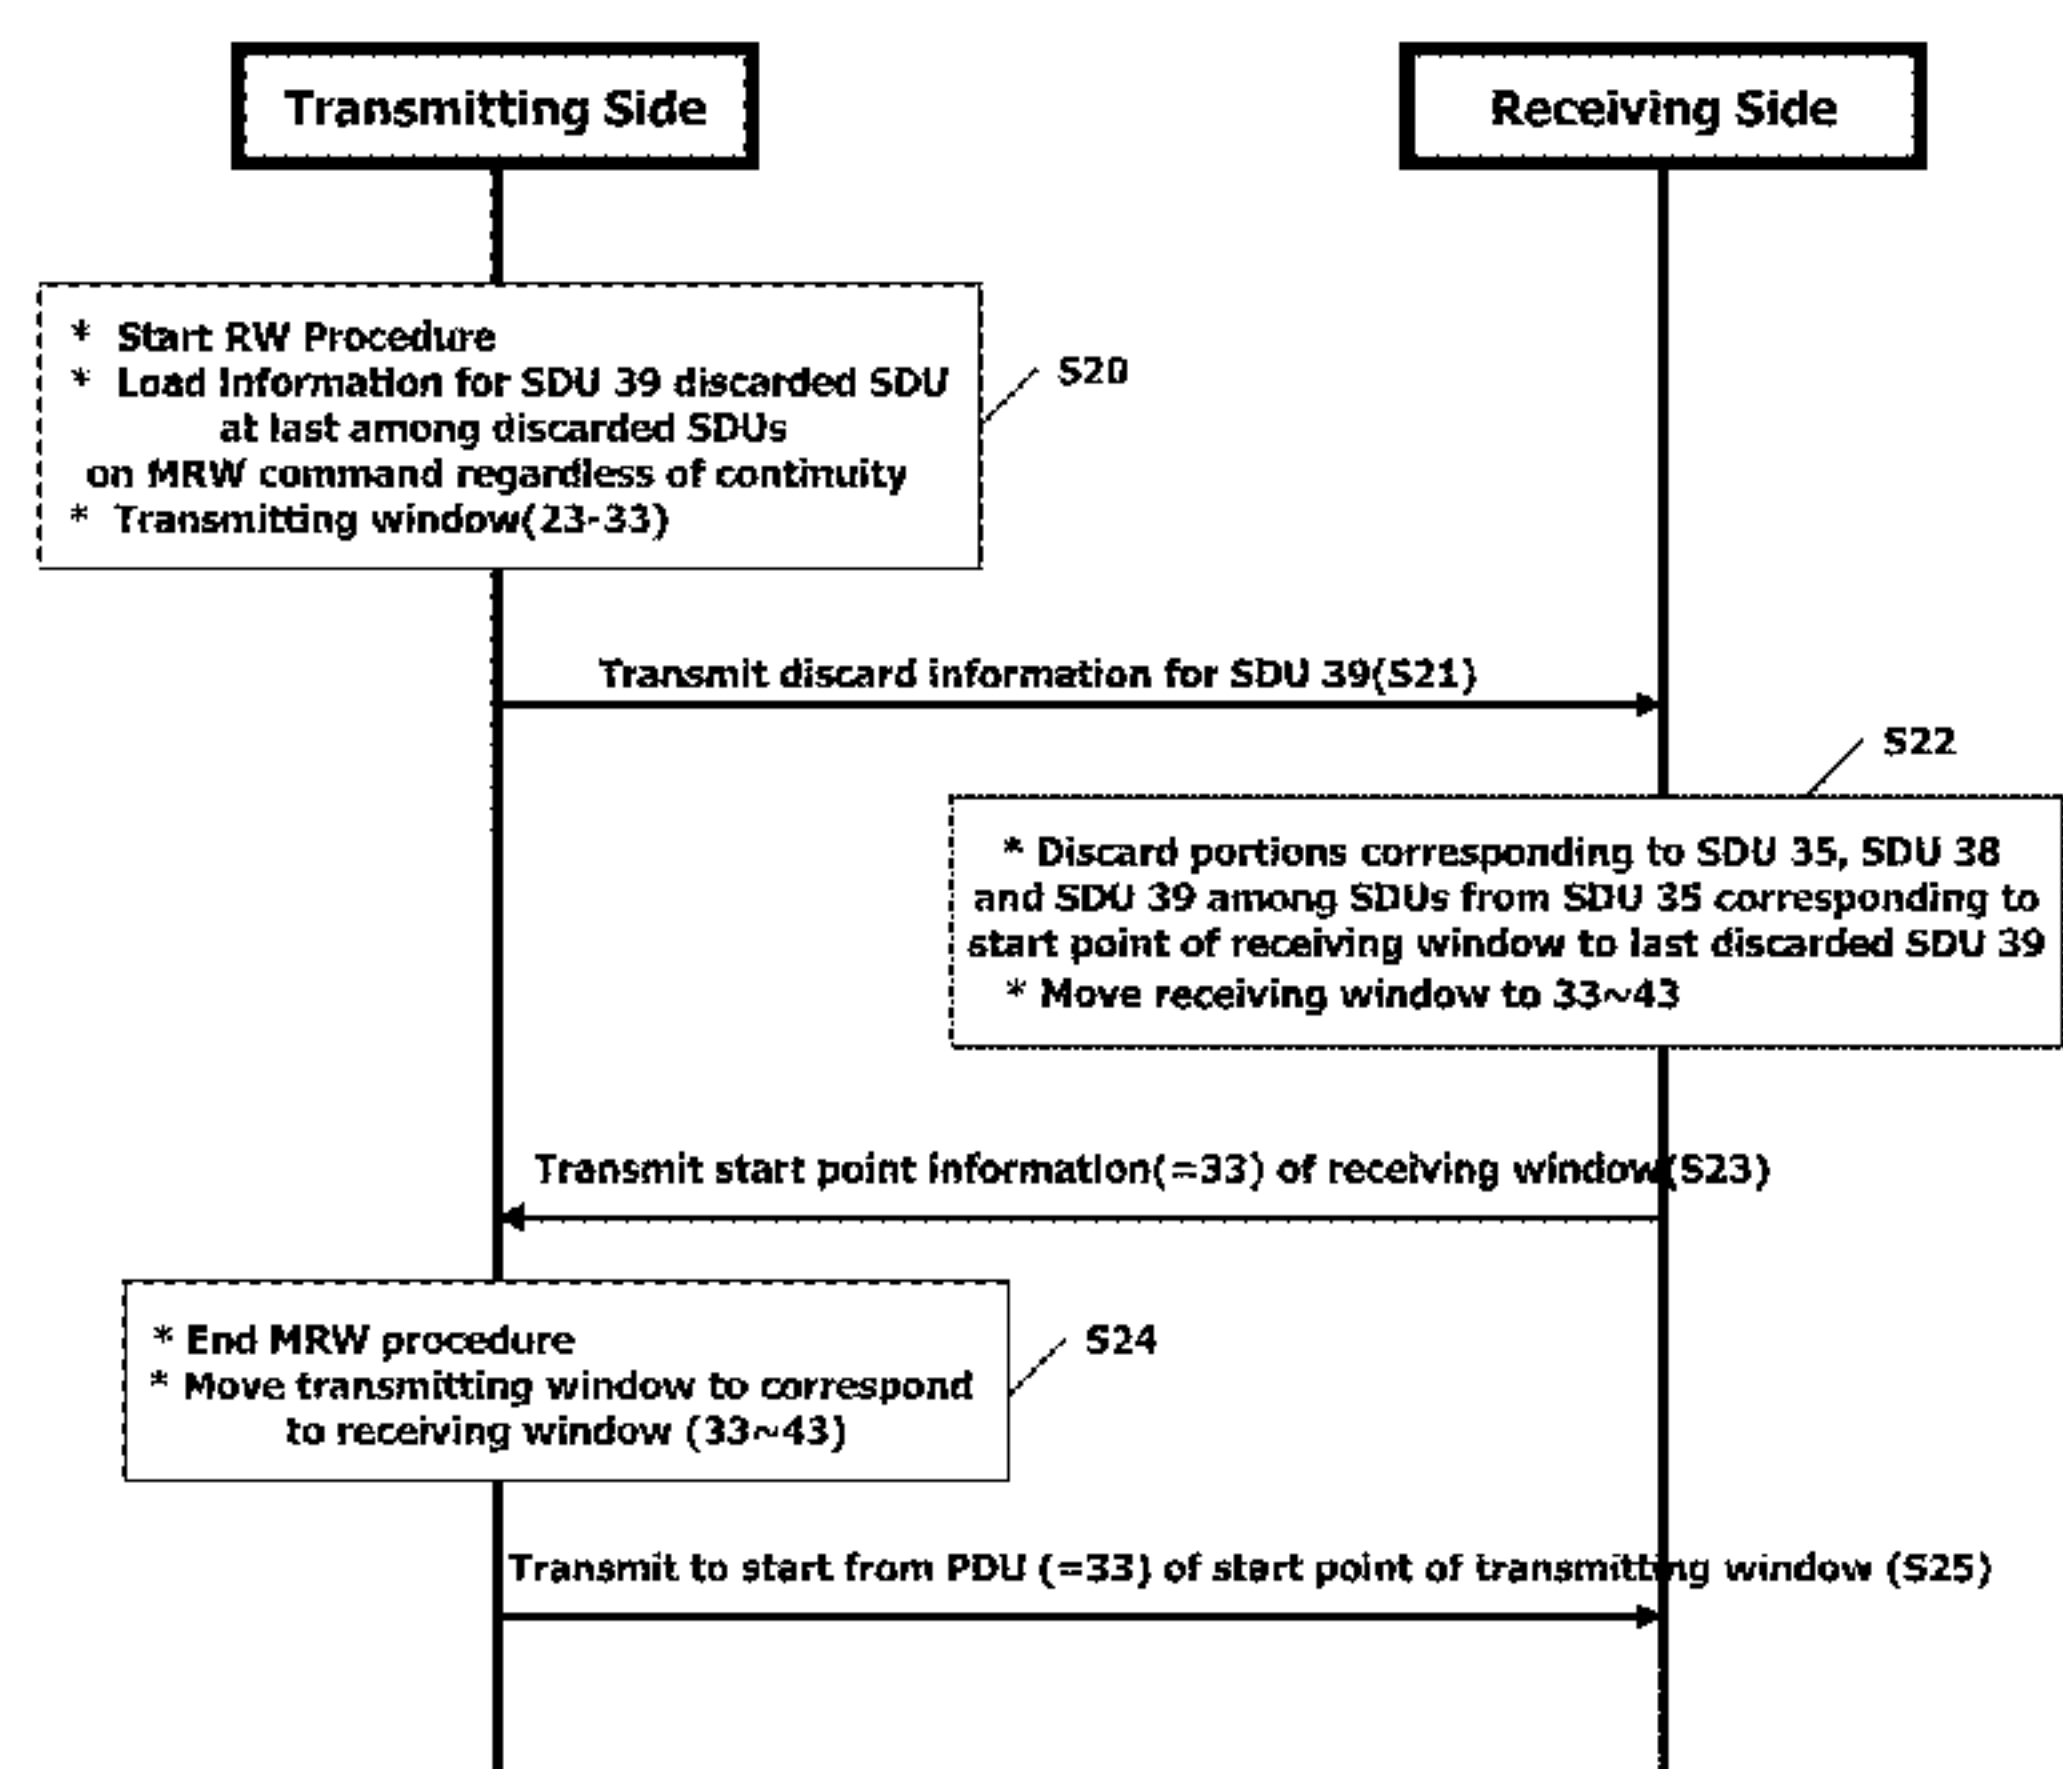 Transmitting Side
Receiving Side
* Start RW Procedure
* Load Information for SDU 39 discarded SDU
at last among discarded SDUs
on MRW command regardless of continuity
* Transmitting window(23-33)
S20
Transmit discard information for SDU 39(S21)
S22
* Discard portions corresponding to SDU 35, SDU 38
and SDU 39 among SDUs from SDU 35 corresponding to
start point of receiving window to last discarded SDU 39
* Move receiving window to 33~43
Transmit start point information(=33) of receiving window(S23)
* End MRW procedure
* Move transmitting window to correspond
to receiving window (33~43)
S24
Transmit to start from PDU (=33) of start point of transmitting window (S25)